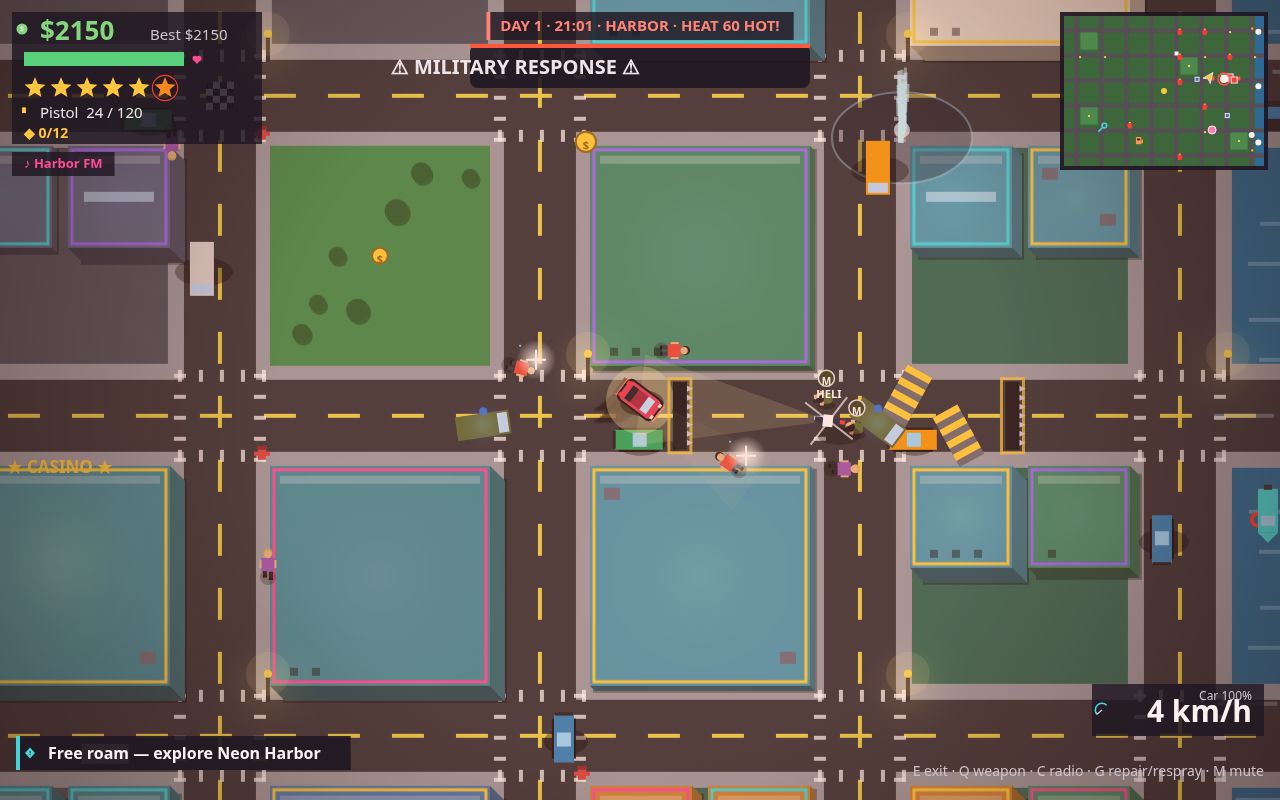 $2150
Best $2150
DAY 1 · 21:01 · HARBOR · HEAT 60 HOT!
⚠ MILITARY RESPONSE ⚠
Pistol 24 / 120
◆ 0/12
♪ Harbor FM
M
HELI
M
★ CASINO ★
Car 100%
4 km/h
Free roam — explore Neon Harbor
E exit · Q weapon · C radio · G repair/respray · M mute